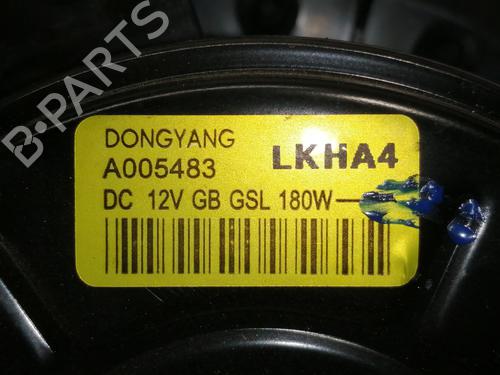 B·PARTS
DONGYANG
A005483 LKHA4
DC 12V GB GSL 180W